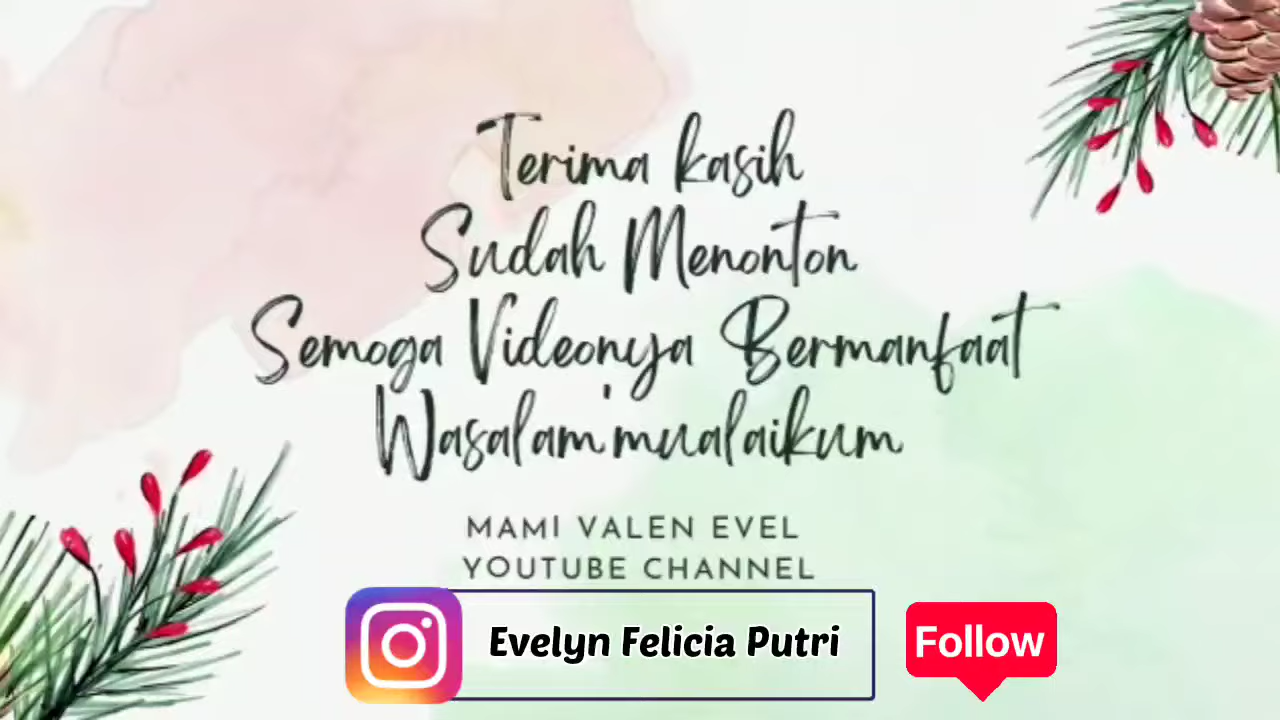 Terima kasih
Sudah Menonton
Semoga Videonya Bermanfaat
Wasalam'mualaikum
MAMI VALEN EVEL
YOUTUBE CHANNEL
Evelyn Felicia Putri
Follow